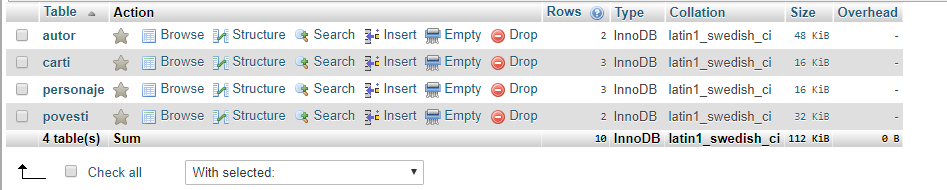 Table Action Rows Type Collation Size Overhead
autor Browse Structure Search Insert Empty Drop 2 InnoDB latin1_swedish_ci 48 KiB -
carti Browse Structure Search Insert Empty Drop 3 InnoDB latin1_swedish_ci 16 KiB -
personaje Browse Structure Search Insert Empty Drop 3 InnoDB latin1_swedish_ci 16 KiB -
povesti Browse Structure Search Insert Empty Drop 2 InnoDB latin1_swedish_ci 32 KiB -
4 table(s) Sum 10 InnoDB latin1_swedish_ci 112 KiB 0 B
Check all With selected: